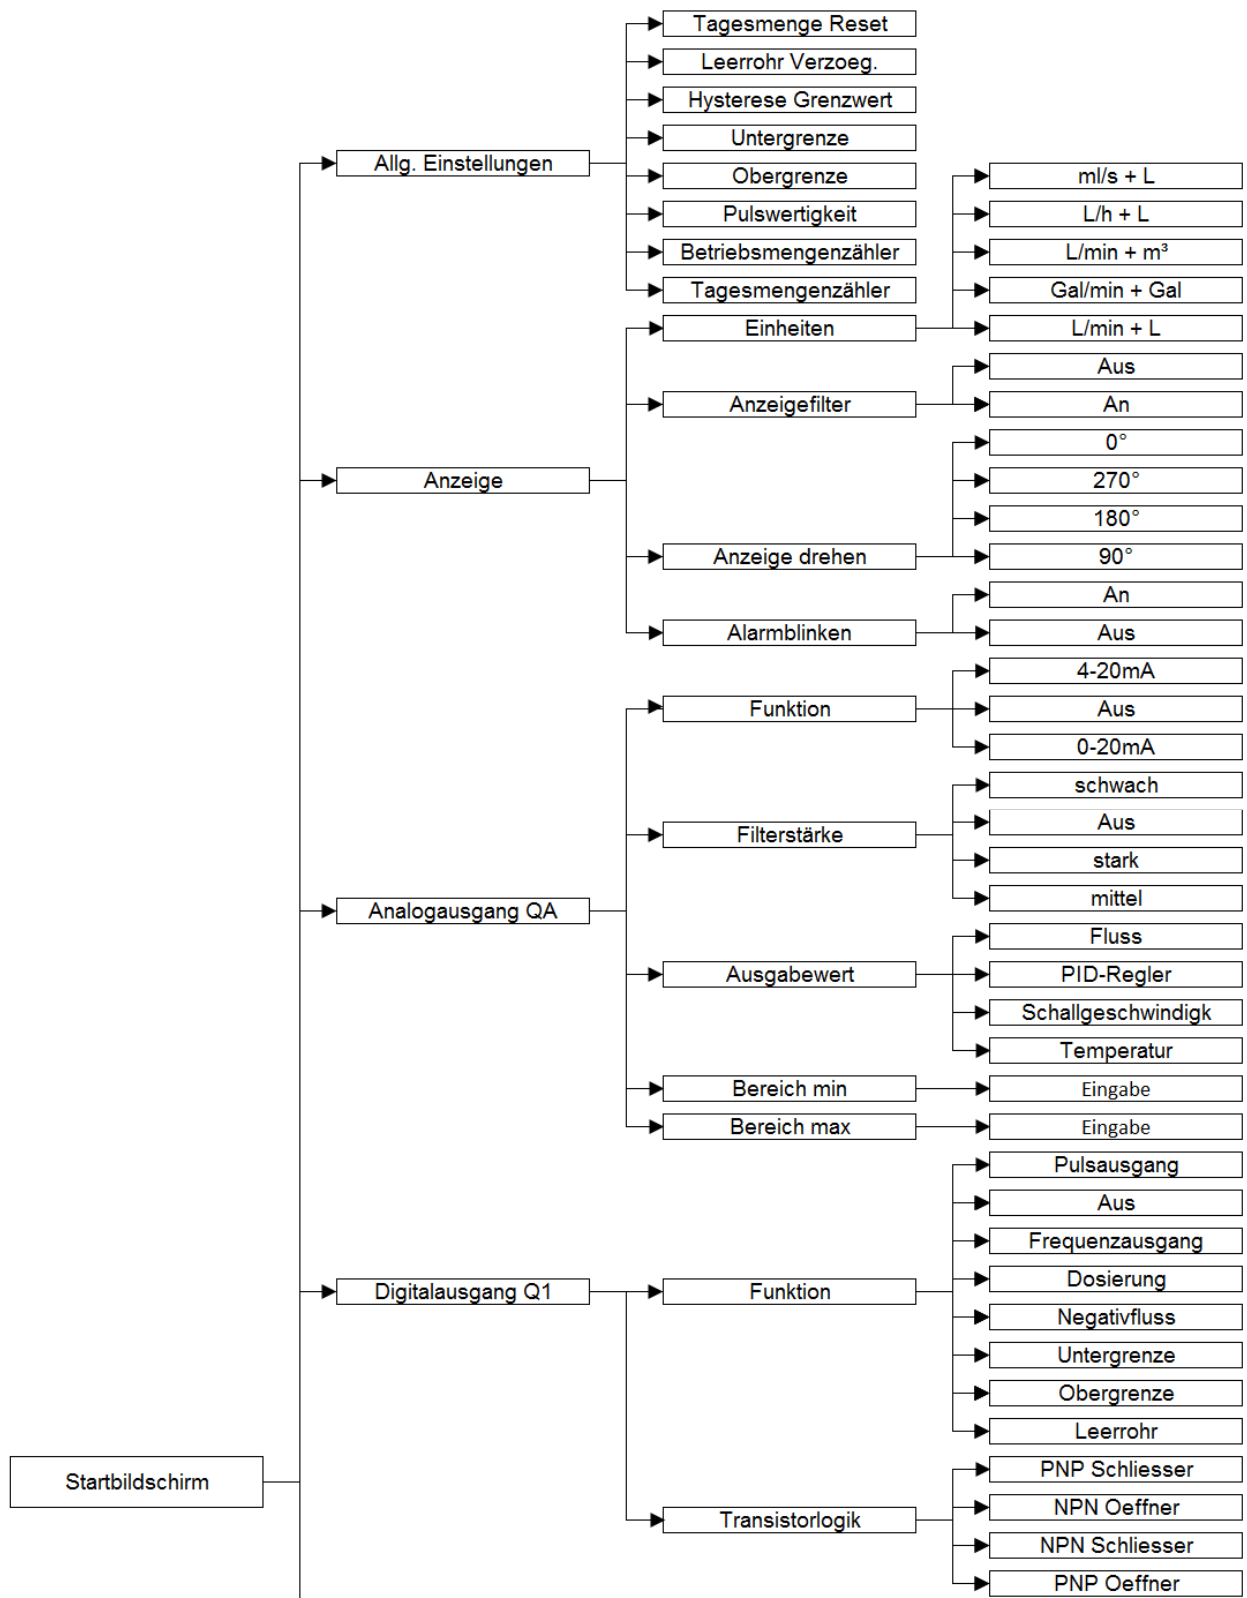 Tagesmenge Reset
Leerrohr Verzoeg.
Hysterese Grenzwert
Untergrenze
Allg. Einstellungen
Obergrenze
ml/s + L
Pulswertigkeit
L/h + L
Betriebsmengenzähler
L/min + m³
Tagesmengenzähler
Gal/min + Gal
Einheiten
L/min + L
Aus
Anzeigefilter
An
0°
Anzeige
270°
180°
Anzeige drehen
90°
An
Alarmblinken
Aus
4-20mA
Funktion
Aus
0-20mA
schwach
Filterstärke
Aus
stark
mittel
Analogausgang QA
Fluss
Ausgabewert
PID-Regler
Schallgeschwindigk
Temperatur
Bereich min
Eingabe
Bereich max
Eingabe
Pulsausgang
Aus
Frequenzausgang
Dosierung
Digitalausgang Q1
Funktion
Negativfluss
Untergrenze
Obergrenze
Leerrohr
Startbildschirm
PNP Schliesser
NPN Oeffner
Transistorlogik
NPN Schliesser
PNP Oeffner